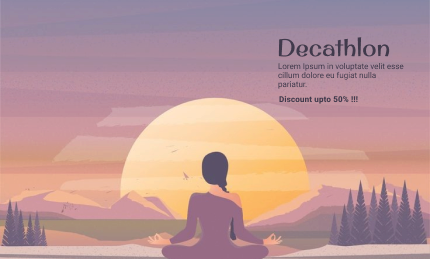 Decathlon
Lorem Ipsum in voluptate velit esse
cillum dolore eu fugiat nulla
pariatur.
Discount upto 50% !!!